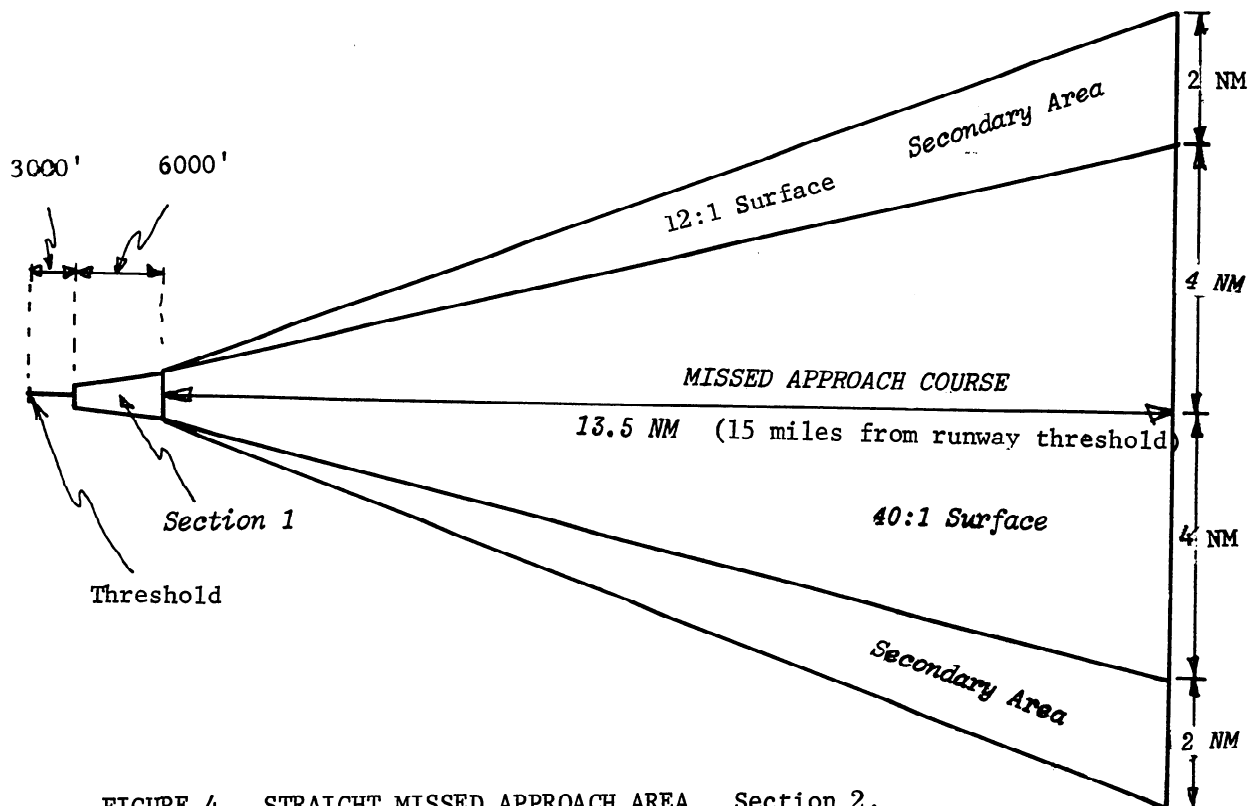 2 NM
Secondary Area
3000' 6000'
12:1 Surface
4 NM
MISSED APPROACH COURSE
13.5 NM (15 miles from runway threshold)
Section 1
40:1 Surface
4 NM
Threshold
Secondary Area
2 NM
FIGURE 4 STRAIGHT MISSED APPROACH AREA Section 2.